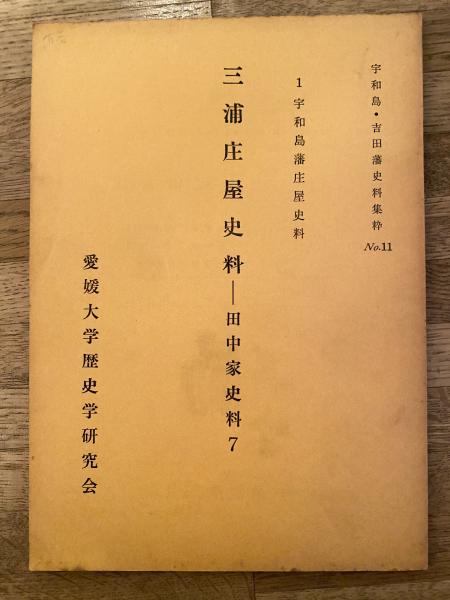 宇和島・吉田藩史料集粋 No.11
1 宇和島藩庄屋史料
三浦庄屋史料―田中家史料7
愛媛大学歴史学研究会